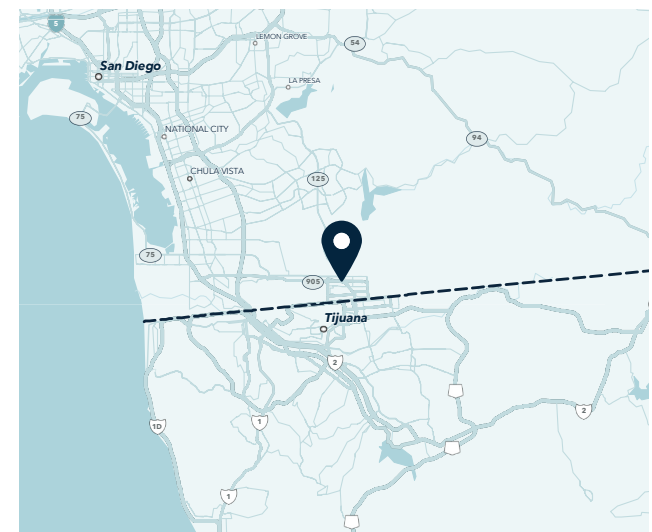 5
LEMON GROVE
54
San Diego
LA PRESA
75
NATIONAL CITY
94
CHULA VISTA
125
75
905
Tijuana
2
2
1D
1
1